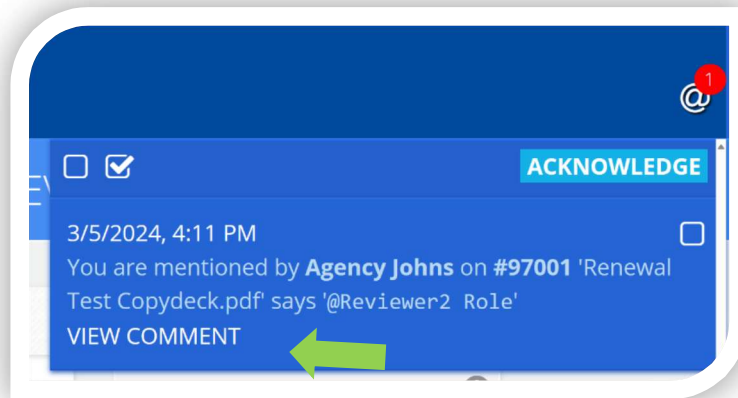 @ 1
ACKNOWLEDGE
3/5/2024, 4:11 PM
You are mentioned by Agency Johns on #97001 'Renewal
Test Copydeck.pdf' says '@Reviewer2 Role'
VIEW COMMENT